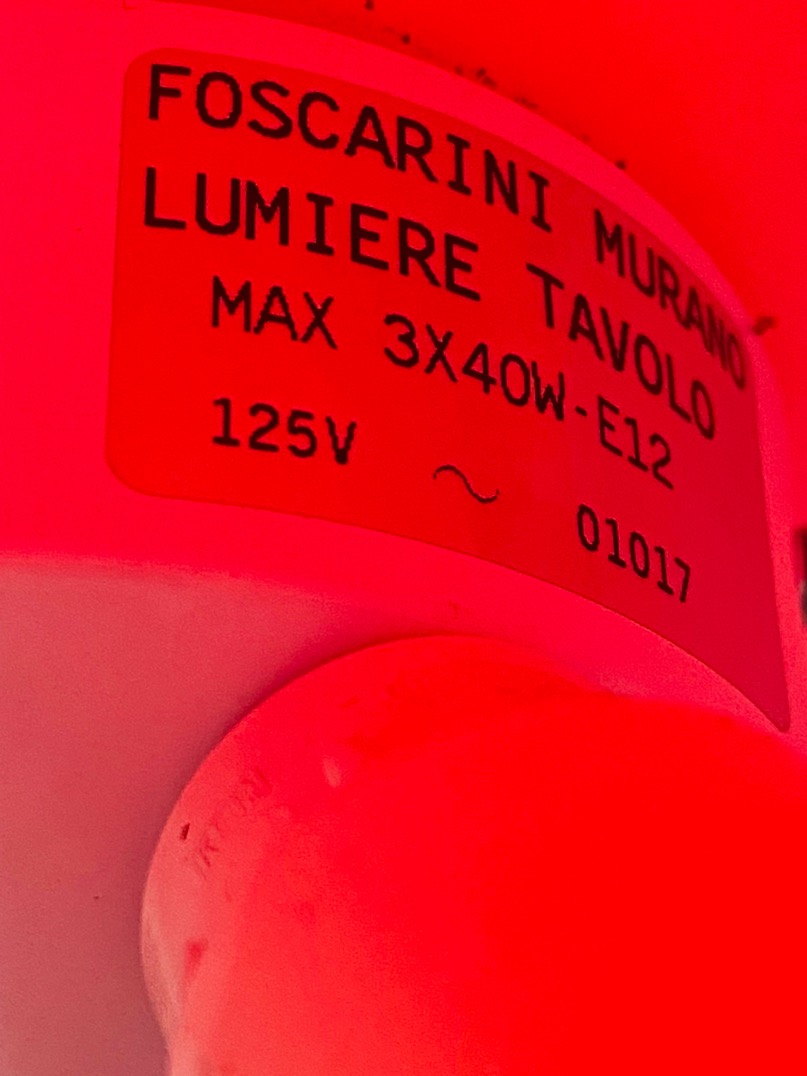 FOSCARINI MURANO
LUMIERE TAVOLO
MAX 3X40W-E12
125V ~ 01017